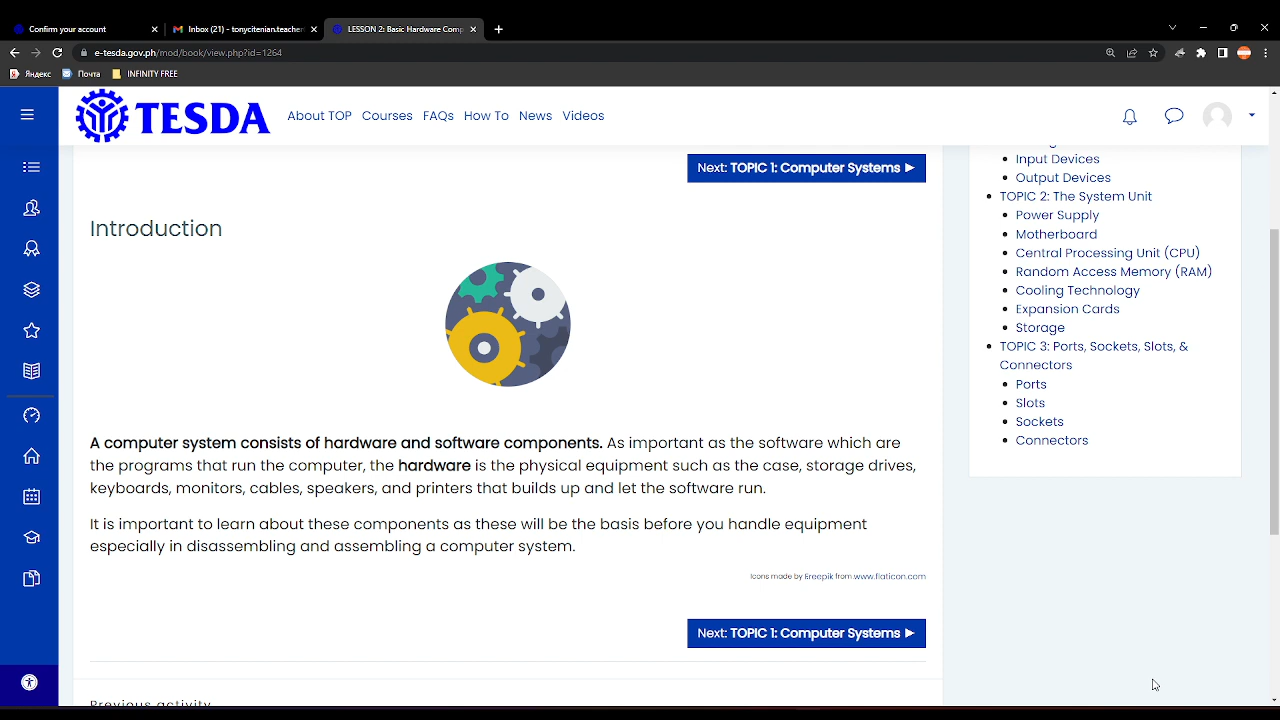 Confirm your account
Inbox (21) - tonycitenian.teacher
LESSON 2: Basic Hardware Comp
e-tesda.gov.ph/mod/book/view.php?id=1264
Яндекс
Почта
INFINITY FREE
TESDA
About TOP Courses FAQs How To News Videos
Next: TOPIC 1: Computer Systems ►
Introduction
A computer system consists of hardware and software components. As important as the software which are
the programs that run the computer, the hardware is the physical equipment such as the case, storage drives,
keyboards, monitors, cables, speakers, and printers that builds up and let the software run.
It is important to learn about these components as these will be the basis before you handle equipment
especially in disassembling and assembling a computer system.
Icons made by Freepik from www.flaticon.com
Next: TOPIC 1: Computer Systems ►
Previous activity
Input Devices
Output Devices
TOPIC 2: The System Unit
Power Supply
Motherboard
Central Processing Unit (CPU)
Random Access Memory (RAM)
Cooling Technology
Expansion Cards
Storage
TOPIC 3: Ports, Sockets, Slots, &
Connectors
Ports
Slots
Sockets
Connectors